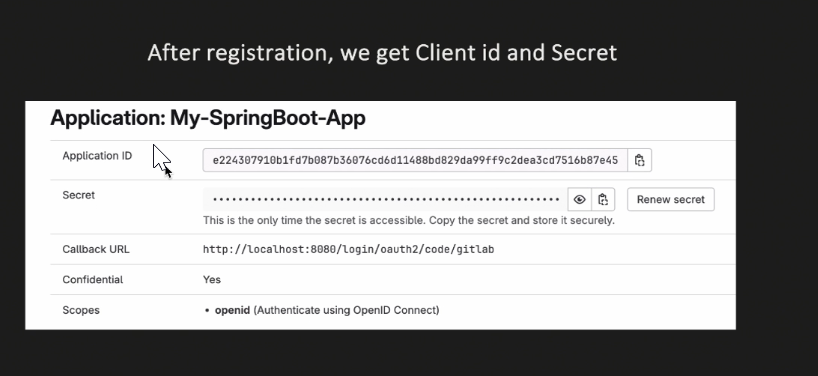 After registration, we get Client id and Secret
Application: My-SpringBoot-App
Application ID
e224307910b1fd7b087b36076cd6d11488bd829da99ff9c2dea3cd7516b87e45
Secret
Renew secret
This is the only time the secret is accessible. Copy the secret and store it securely.
Callback URL
http://localhost:8080/login/oauth2/code/gitlab
Confidential
Yes
Scopes
• openid (Authenticate using OpenID Connect)